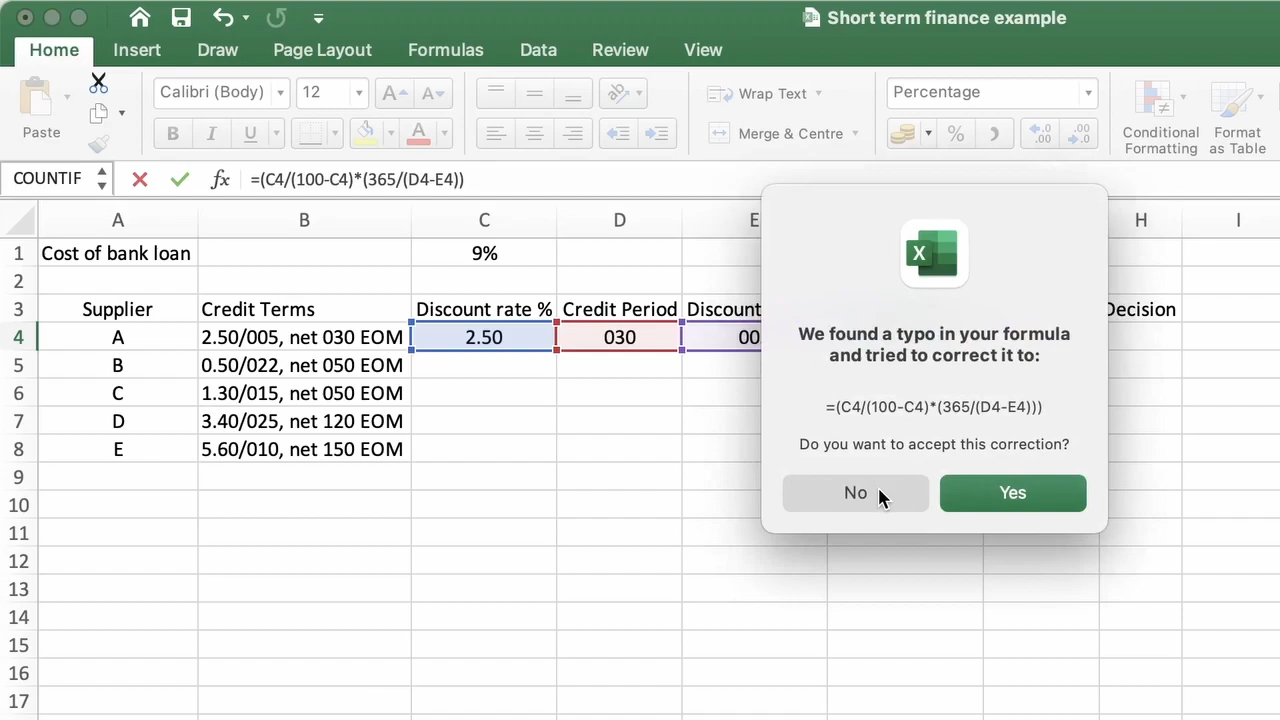 Short term finance example
Home Insert Draw Page Layout Formulas Data Review View
Paste
Calibri (Body) 12
A A
B I U A
Wrap Text
Merge & Centre
Percentage
% .0 .00
.00 .0
Conditional Formatting
Format as Table
COUNTIF fx =(C4/(100-C4)*(365/(D4-E4))
A B C D E H I
1 Cost of bank loan 9%
2
3 Supplier Credit Terms Discount rate % Credit Period Discount Decision
4 A 2.50/005, net 030 EOM 2.50 030 00
5 B 0.50/022, net 050 EOM
6 C 1.30/015, net 050 EOM
7 D 3.40/025, net 120 EOM
8 E 5.60/010, net 150 EOM
9
10
11
12
13
14
15
16
17
X
We found a typo in your formula
and tried to correct it to:
=(C4/(100-C4)*(365/(D4-E4)))
Do you want to accept this correction?
No Yes